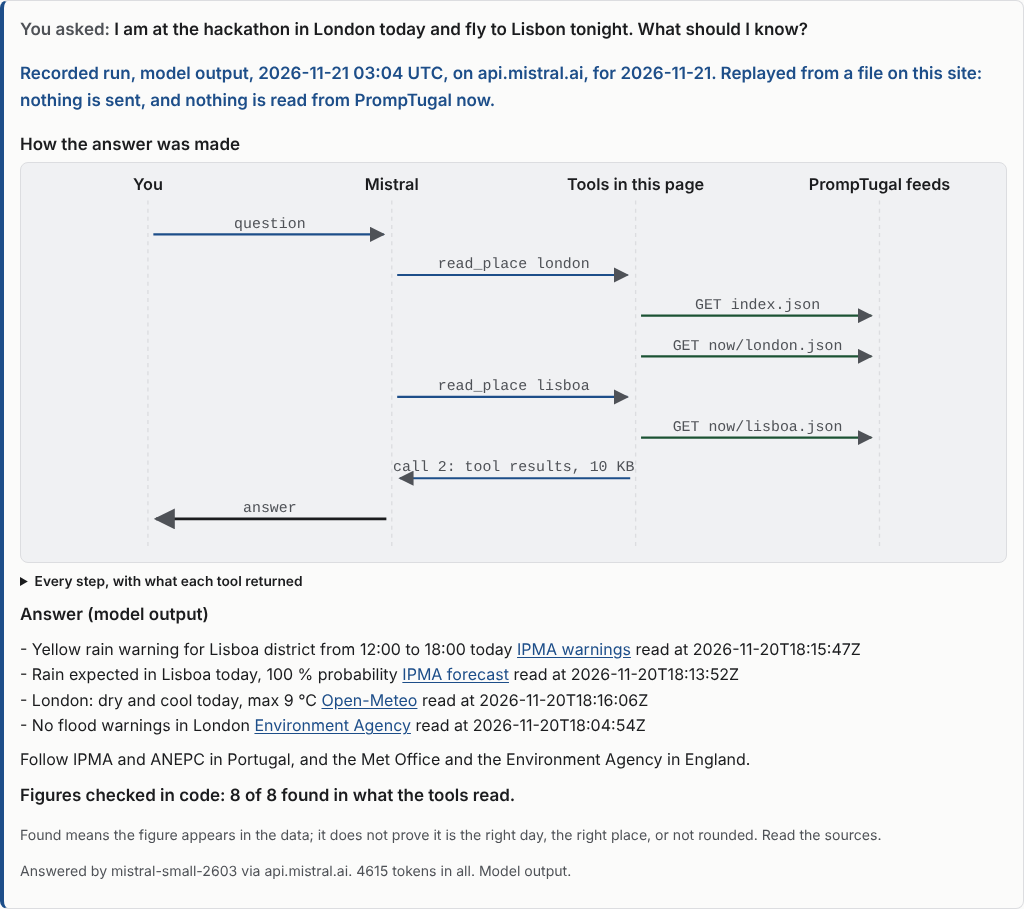 You asked: I am at the hackathon in London today and fly to Lisbon tonight. What should I know?
Recorded run, model output, 2026-11-21 03:04 UTC, on api.mistral.ai, for 2026-11-21. Replayed from a file on this site:
nothing is sent, and nothing is read from PrompTugal now.
How the answer was made
You Mistral Tools in this page PrompTugal feeds
question
read_place london
GET index.json
GET now/london.json
read_place lisboa
GET now/lisboa.json
call 2: tool results, 10 KB
answer
▶ Every step, with what each tool returned
Answer (model output)
- Yellow rain warning for Lisboa district from 12:00 to 18:00 today IPMA warnings read at 2026-11-20T18:15:47Z
- Rain expected in Lisboa today, 100 % probability IPMA forecast read at 2026-11-20T18:13:52Z
- London: dry and cool today, max 9 °C Open-Meteo read at 2026-11-20T18:16:06Z
- No flood warnings in London Environment Agency read at 2026-11-20T18:04:54Z
Follow IPMA and ANEPC in Portugal, and the Met Office and the Environment Agency in England.
Figures checked in code: 8 of 8 found in what the tools read.
Found means the figure appears in the data; it does not prove it is the right day, the right place, or not rounded. Read the sources.
Answered by mistral-small-2603 via api.mistral.ai. 4615 tokens in all. Model output.